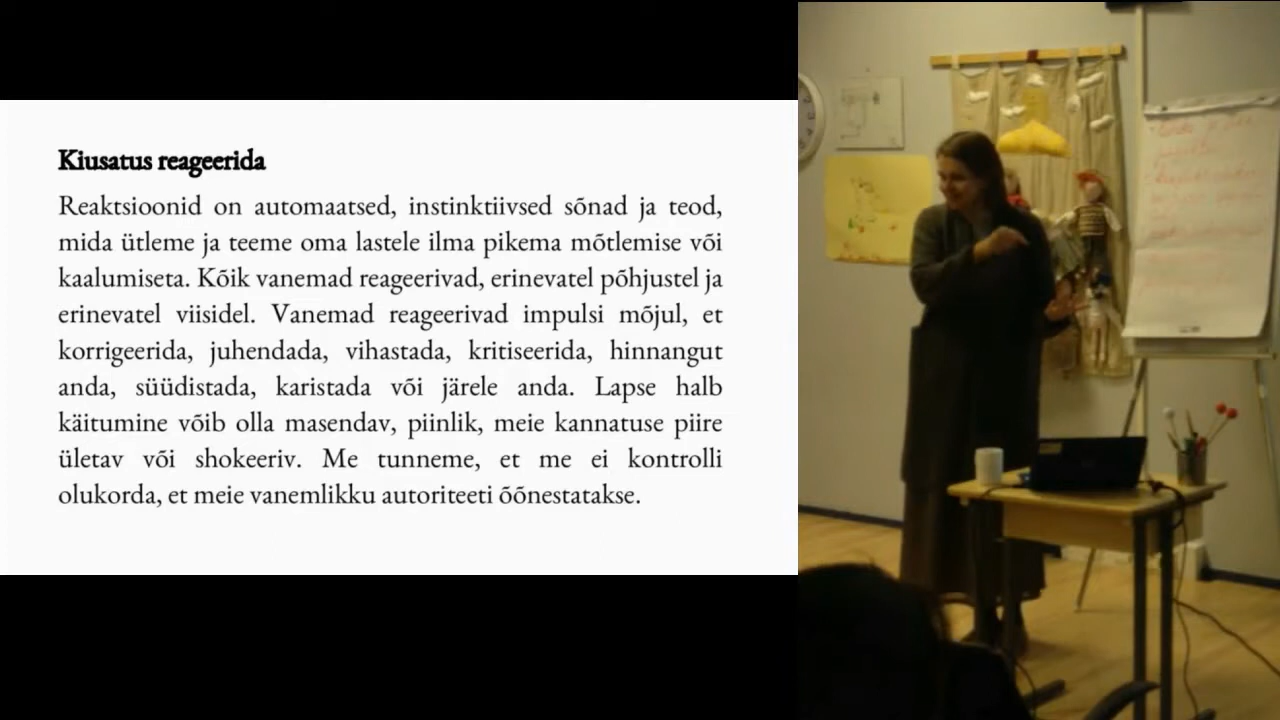 Kiusatus reageerida
Reaktsioonid on automaatsed, instinktiivsed sõnad ja teod,
mida ütleme ja teeme oma lastele ilma pikema mõtlemise või
kaalumiseta. Kõik vanemad reageerivad, erinevatel põhjustel ja
erinevatel viisidel. Vanemad reageerivad impulsi mõjul, et
korrigeerida, juhendada, vihastada, kritiseerida, hinnangut
anda, süüdistada, karistada või järele anda. Lapse halb
käitumine võib olla masendav, piinlik, meie kannatuse piire
ületav või shokeeriv. Me tunneme, et me ei kontrolli
olukorda, et meie vanemlikku autoriteeti õõnestatakse.